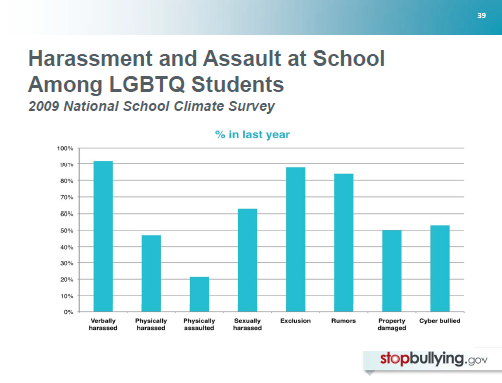 39
Harassment and Assault at School
Among LGBTQ Students
2009 National School Climate Survey
% in last year
100%
90%
80%
70%
60%
50%
40%
30%
20%
10%
0%
Verbally harassed
Physically harassed
Physically assaulted
Sexually harassed
Exclusion
Rumors
Property damaged
Cyber bullied
stopbullying.gov